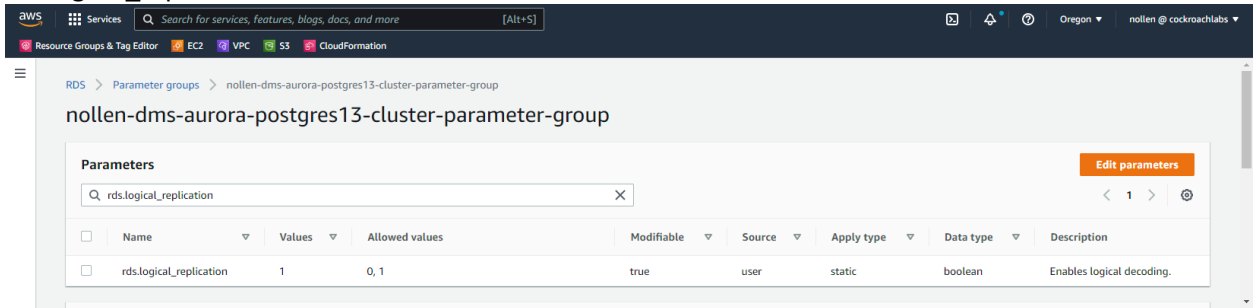 aws Services Search for services, features, blogs, docs, and more [Alt+S] Oregon ▼ nollen @ cockroachlabs ▼
Resource Groups & Tag Editor EC2 VPC S3 CloudFormation
RDS > Parameter groups > nollen-dms-aurora-postgres13-cluster-parameter-group
nollen-dms-aurora-postgres13-cluster-parameter-group
Parameters Edit parameters
rds.logical_replication < 1 >
Name Values Allowed values Modifiable Source Apply type Data type Description
rds.logical_replication 1 0, 1 true user static boolean Enables logical decoding.